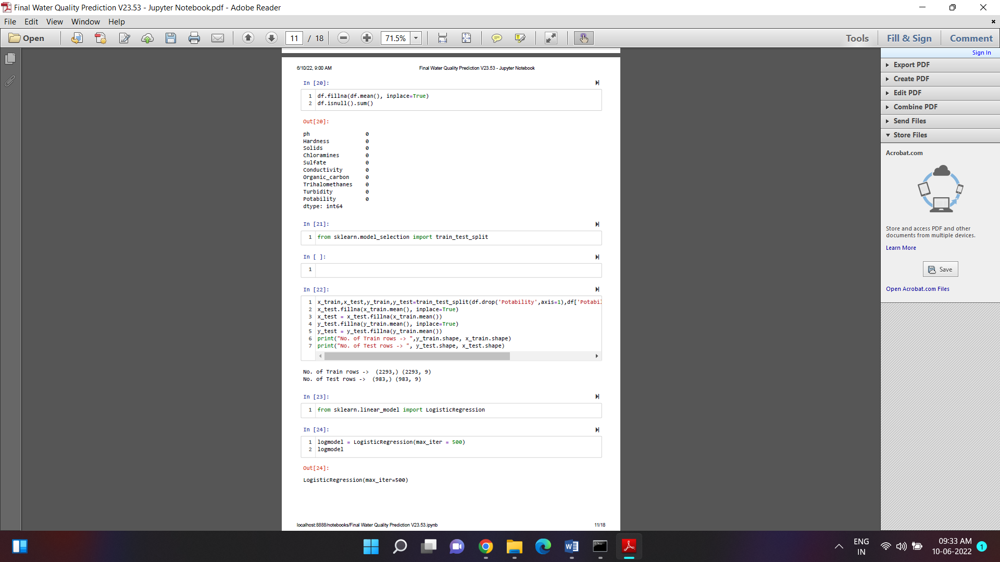 Final Water Quality Prediction V23.53 - Jupyter Notebook.pdf - Adobe Reader
File Edit View Window Help
Open 11 / 18 71.5% Tools Fill & Sign Comment
Sign In
Export PDF
Create PDF
Edit PDF
Combine PDF
Send Files
Store Files
Acrobat.com
Store and access PDF and other
documents from multiple devices.
Learn More
Save
Open Acrobat.com Files
6/10/22, 9:00 AM Final Water Quality Prediction V23.53 - Jupyter Notebook
In [20]:
1 df.fillna(df.mean(), inplace=True)
2 df.isnull().sum()
Out[20]:
ph 0
Hardness 0
Solids 0
Chloramines 0
Sulfate 0
Conductivity 0
Organic_carbon 0
Trihalomethanes 0
Turbidity 0
Potability 0
dtype: int64
In [21]:
1 from sklearn.model_selection import train_test_split
In [ ]:
1
In [22]:
1 x_train,x_test,y_train,y_test=train_test_split(df.drop('Potability',axis=1),df['Potabil
2 x_test.fillna(x_train.mean(), inplace=True)
3 x_test = x_test.fillna(x_train.mean())
4 y_test.fillna(y_train.mean(), inplace=True)
5 y_test = y_test.fillna(y_train.mean())
6 print("No. of Train rows -> ",y_train.shape, x_train.shape)
7 print("No. of Test rows -> ", y_test.shape, x_test.shape)
No. of Train rows -> (2293,) (2293, 9)
No. of Test rows -> (983,) (983, 9)
In [23]:
1 from sklearn.linear_model import LogisticRegression
In [24]:
1 logmodel = LogisticRegression(max_iter = 500)
2 logmodel
Out[24]:
LogisticRegression(max_iter=500)
localhost:8888/notebooks/Final Water Quality Prediction V23.53.ipynb 11/18
ENG
IN
09:33 AM
10-06-2022
1